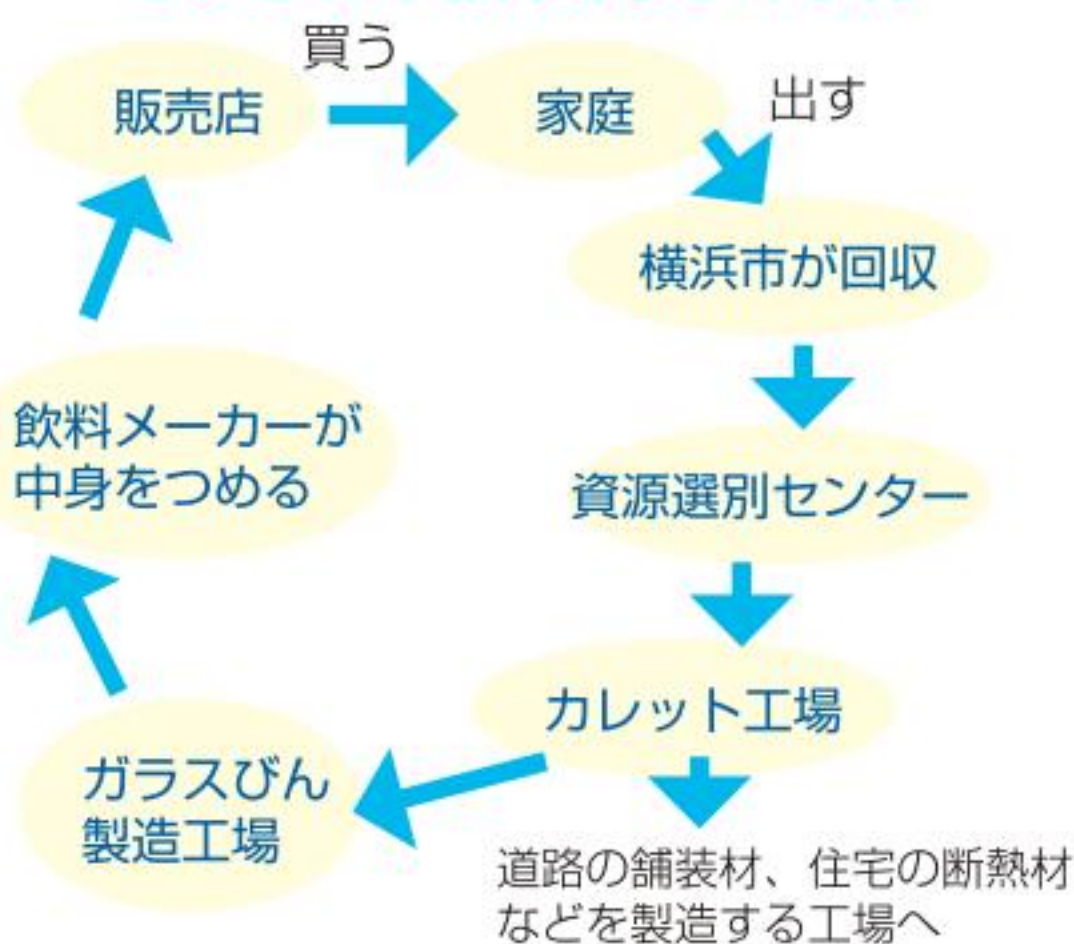 買う
販売店
家庭
出す
横浜市が回収
資源選別センター
カレット工場
道路の舗装材、住宅の断熱材
などを製造する工場へ
ガラスびん
製造工場
飲料メーカーが
中身をつめる